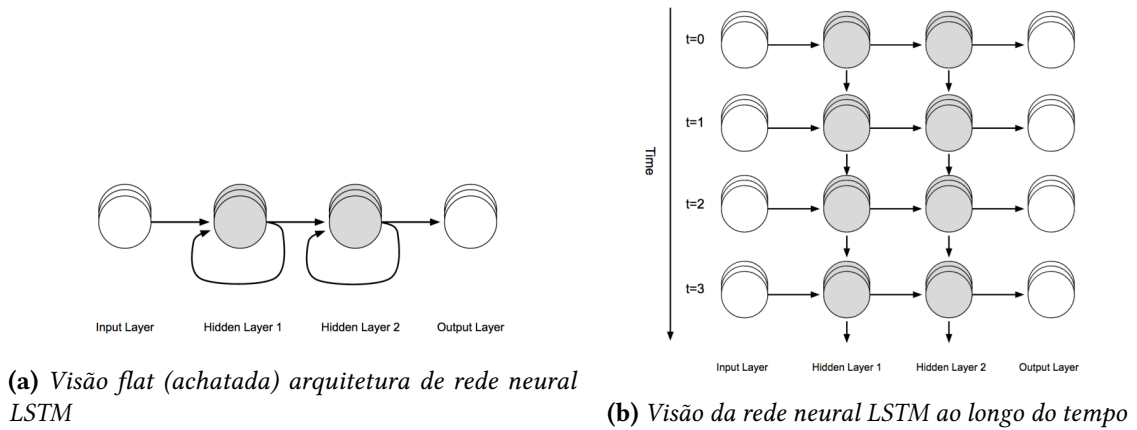 Input Layer Hidden Layer 1 Hidden Layer 2 Output Layer
(a) Visão flat (achatada) arquitetura de rede neural
LSTM
Time
t=0
t=1
t=2
t=3
Input Layer Hidden Layer 1 Hidden Layer 2 Output Layer
(b) Visão da rede neural LSTM ao longo do tempo